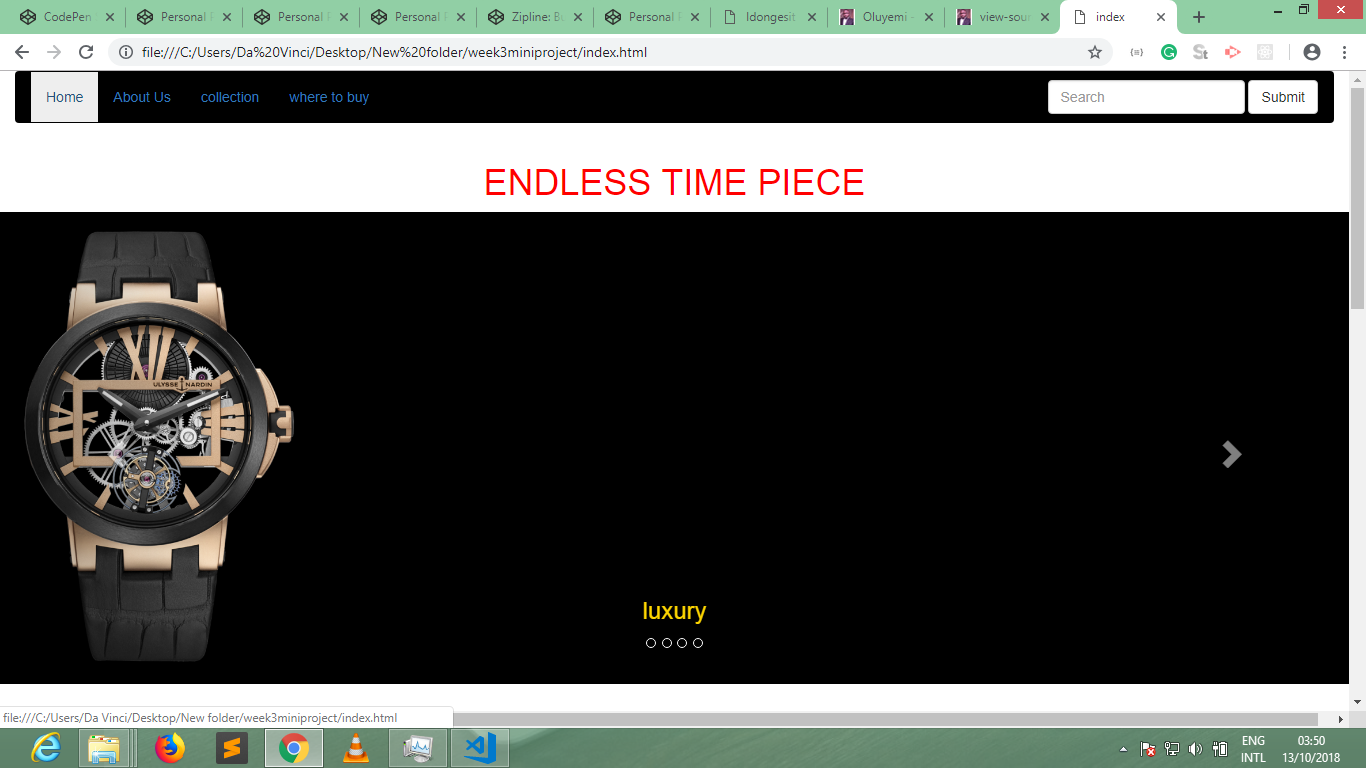 CodePen
Personal P
Personal P
Personal P
Zipline: Bu
Personal P
Idongesit
Oluyemi -
view-sour
index
file:///C:/Users/Da%20Vinci/Desktop/New%20folder/week3miniproject/index.html
Home
About Us
collection
where to buy
Search
Submit
ENDLESS TIME PIECE
ULYSSE NARDIN
luxury
file:///C:/Users/Da Vinci/Desktop/New folder/week3miniproject/index.html
ENG
INTL
03:50
13/10/2018